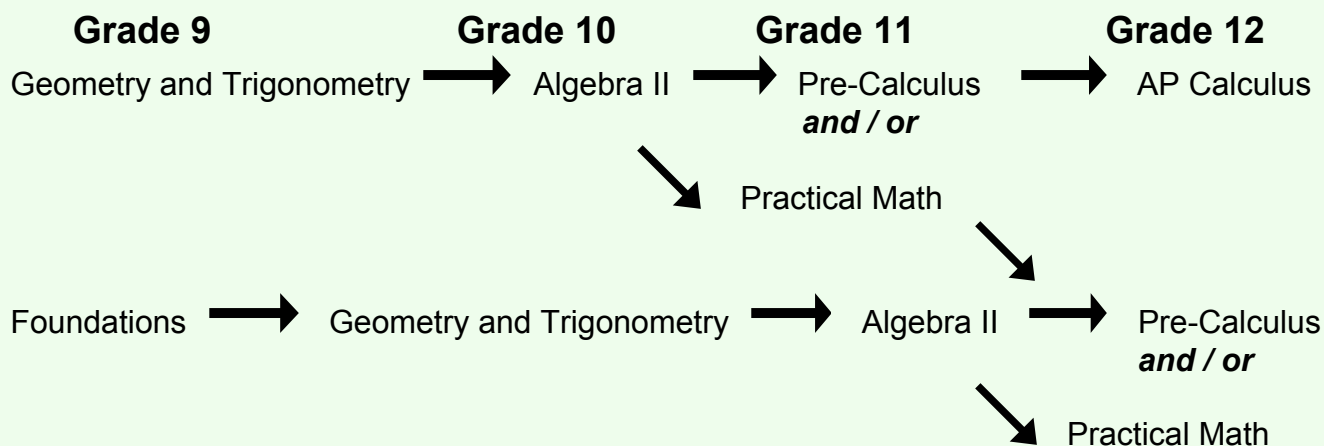 Grade 9 Grade 10 Grade 11 Grade 12
Geometry and Trigonometry Algebra II Pre-Calculus AP Calculus
and / or
Practical Math
Foundations Geometry and Trigonometry Algebra II Pre-Calculus
and / or
Practical Math